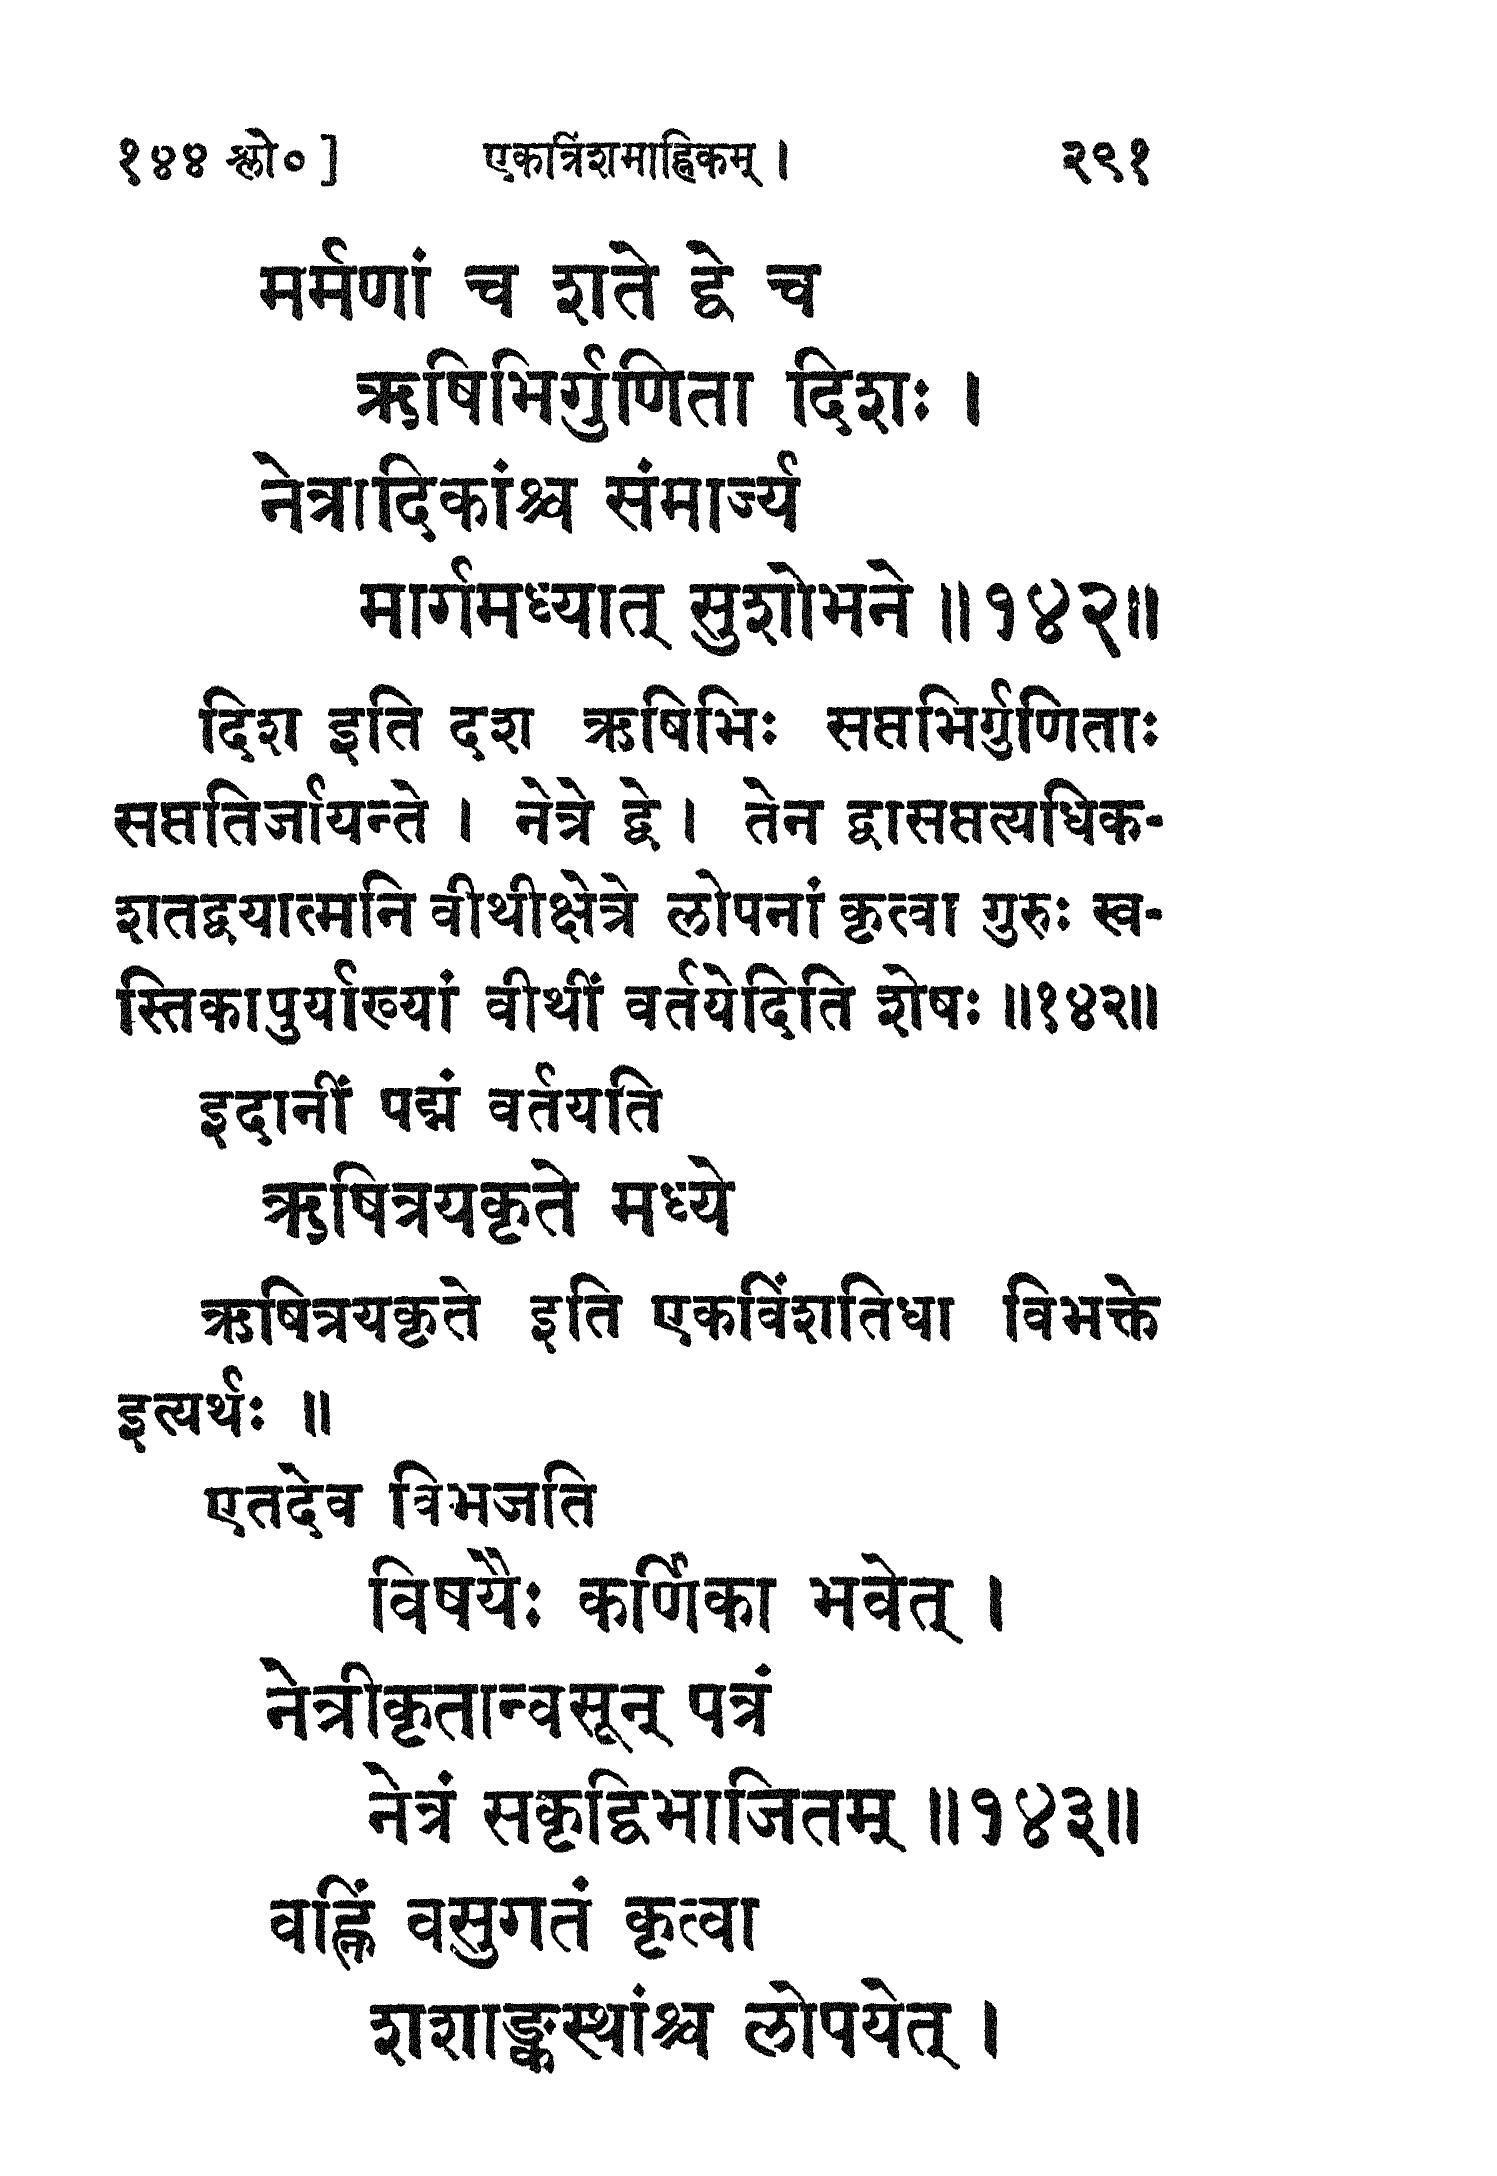 १४४ श्लो० ]	एकात्रिंशमाह्निकम् ।	२९१
मर्मणां च शते द्वे च
ऋषिभिर्गुणिता दिशः ।
नेत्रादिकांश्च संमार्ज्य
मार्गमध्यात् सुशोभने ॥१४२॥
दिश इति दश ऋषिभिः सप्तभिर्गुणिताः
सप्ततिर्जायन्ते । नेत्रे द्वे । तेन द्वासप्तत्यधिक-
शतद्वयात्मनि वीथीक्षेत्रे लोपनां कृत्वा गुरुः स्व-
स्तिकापुर्याख्यां वीथीं वर्तयेदिति शेषः ॥१४२॥
इदानीं पद्मं वर्तयति
ऋषित्रयकृते मध्ये
ऋषित्रयकृते इति एकविंशतिधा विभक्ते
इत्यर्थः ॥
एतदेव त्रिभजति
विषयैः कर्णिका भवेत् ।
नेत्रीकृतान्वसून् पत्रं
नेत्रं सकृद्विभाजितम् ॥१४३॥
वह्निं वसुगतं कृत्वा
शशाङ्कस्थांश्च लोपयेत् ।